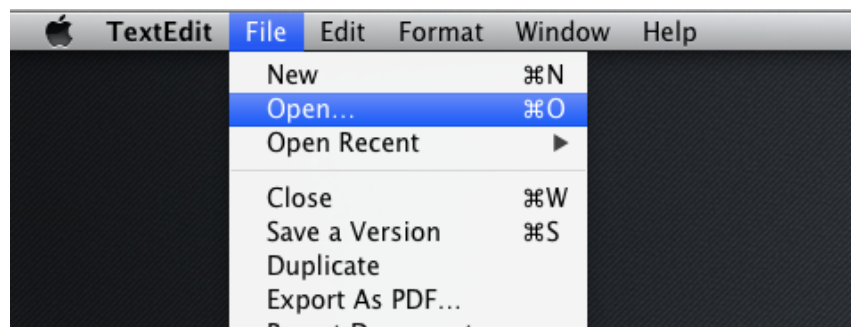 TextEdit File Edit Format Window Help
New ⌘N
Open... ⌘O
Open Recent ▶
Close ⌘W
Save a Version ⌘S
Duplicate
Export As PDF...